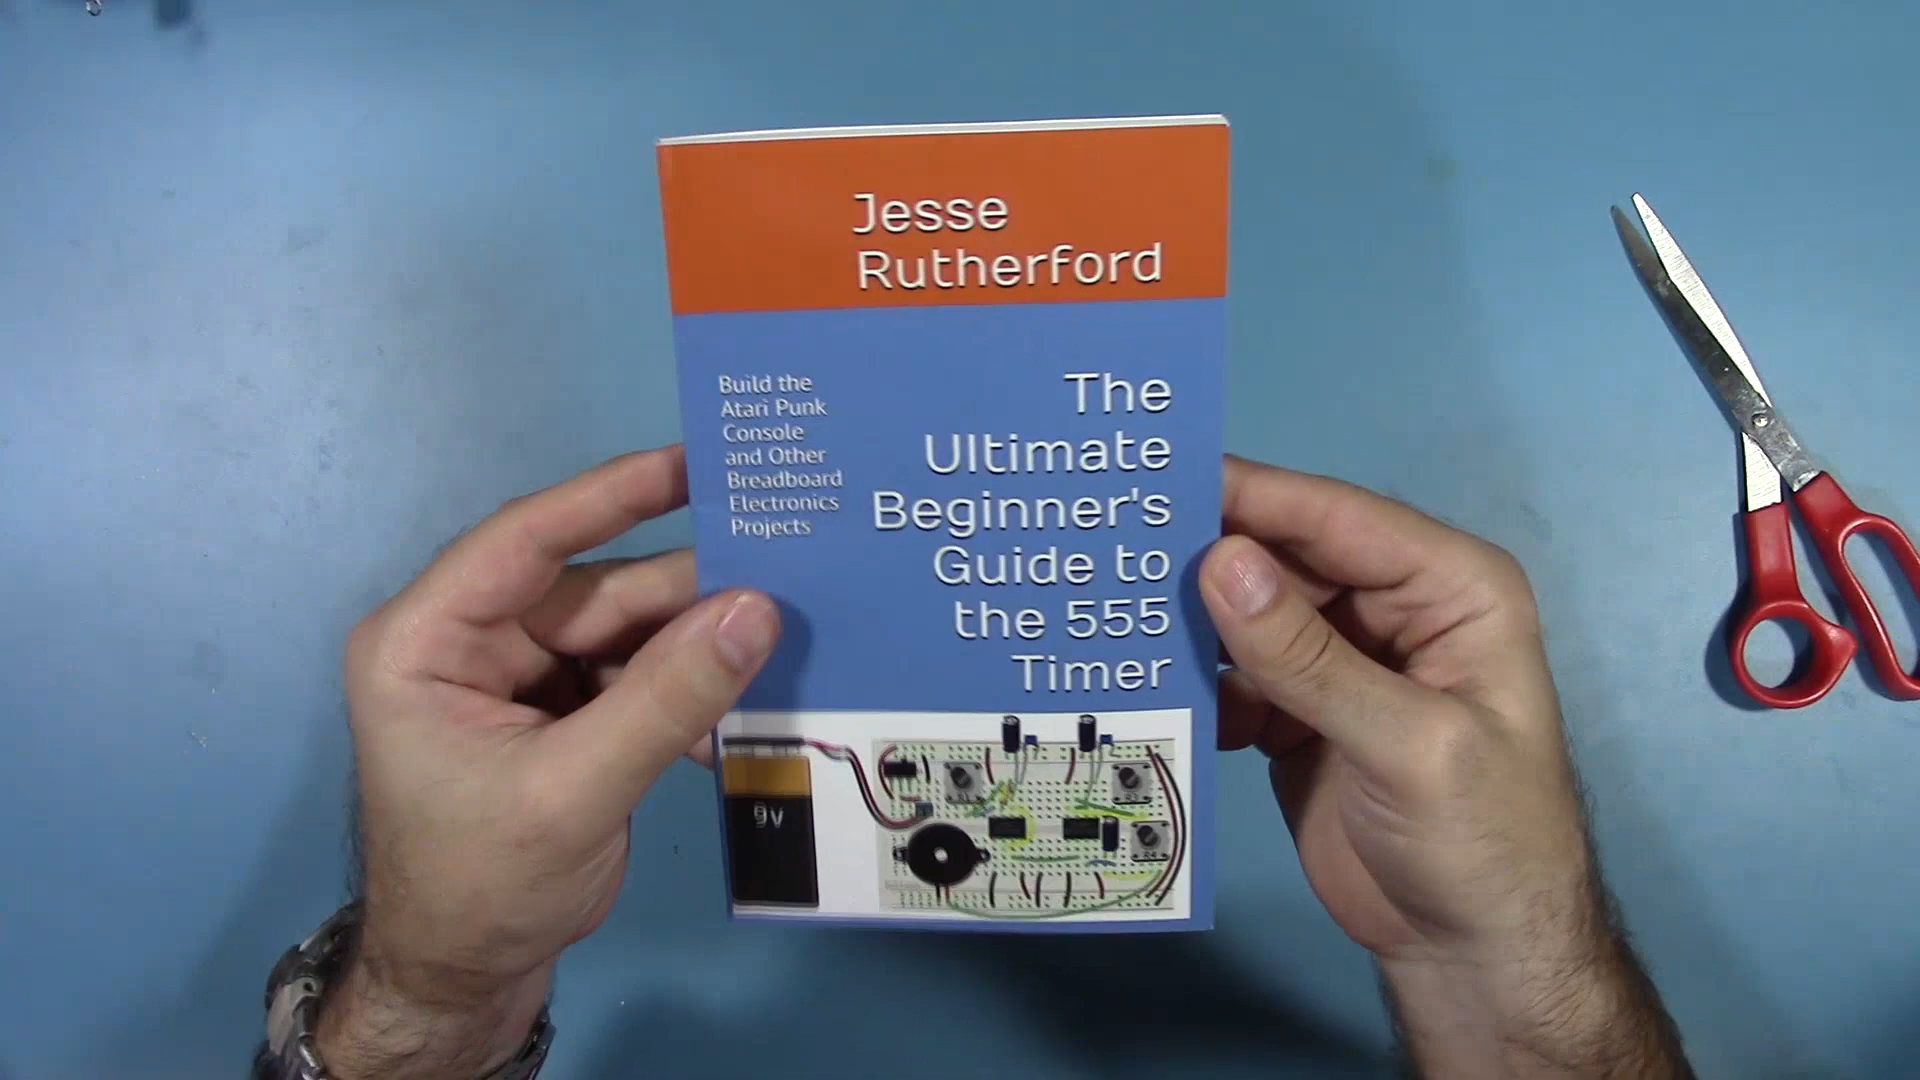 Jesse
Rutherford
Build the
Atari Punk
Console
and Other
Breadboard
Electronics
Projects
The
Ultimate
Beginner's
Guide to
the 555
Timer
9V